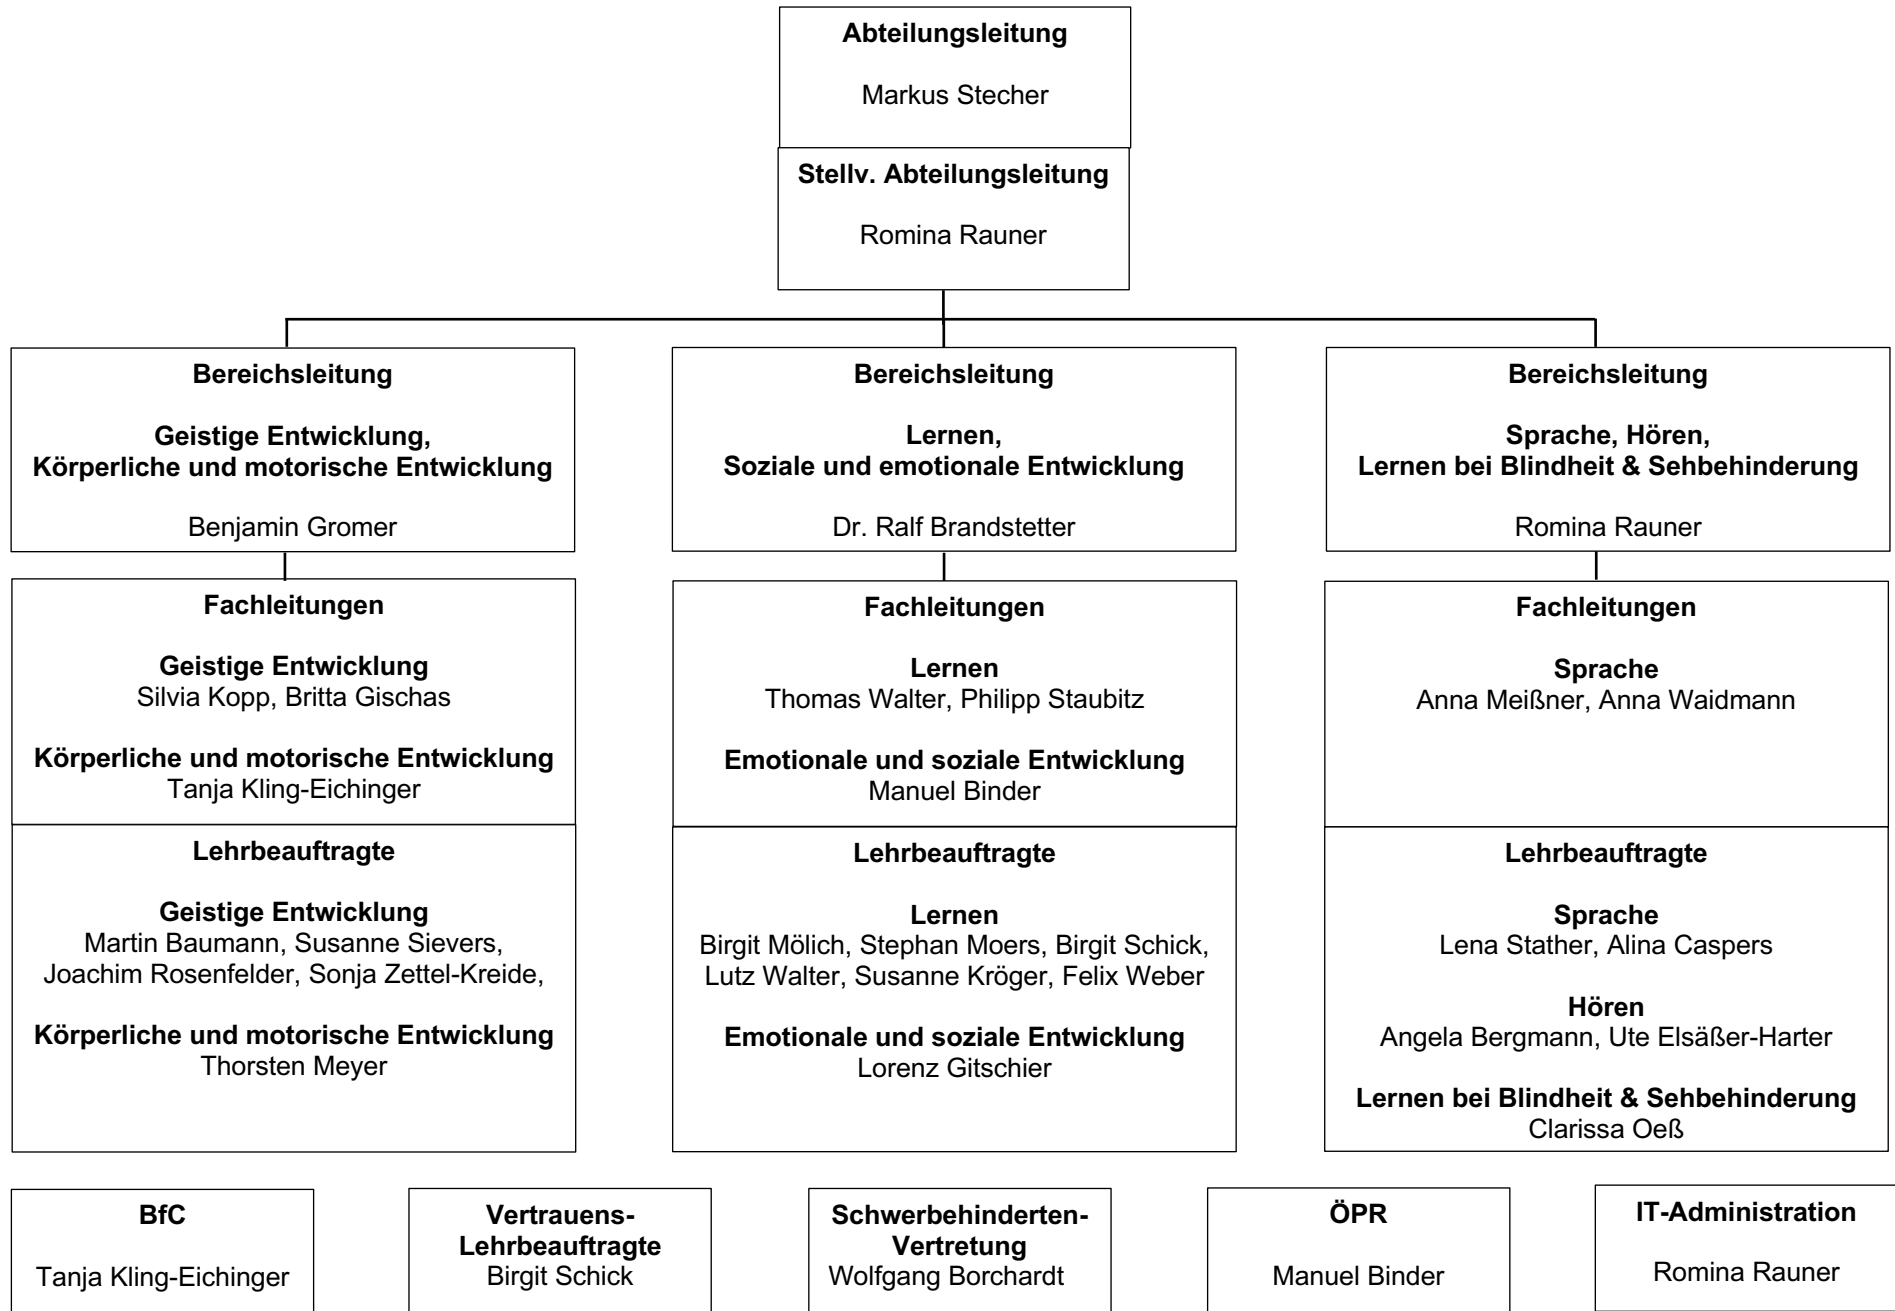 Abteilungsleitung
Markus Stecher
Stellv. Abteilungsleitung
Romina Rauner
Bereichsleitung
Geistige Entwicklung,
Körperliche und motorische Entwicklung
Benjamin Gromer
Bereichsleitung
Lernen,
Soziale und emotionale Entwicklung
Dr. Ralf Brandstetter
Bereichsleitung
Sprache, Hören,
Lernen bei Blindheit & Sehbehinderung
Romina Rauner
Fachleitungen
Geistige Entwicklung
Silvia Kopp, Britta Gischas
Körperliche und motorische Entwicklung
Tanja Kling-Eichinger
Fachleitungen
Lernen
Thomas Walter, Philipp Staubitz
Emotionale und soziale Entwicklung
Manuel Binder
Fachleitungen
Sprache
Anna Meißner, Anna Waidmann
Lehrbeauftragte
Geistige Entwicklung
Martin Baumann, Susanne Sievers,
Joachim Rosenfelder, Sonja Zettel-Kreide,
Körperliche und motorische Entwicklung
Thorsten Meyer
Lehrbeauftragte
Lernen
Birgit Mölich, Stephan Moers, Birgit Schick,
Lutz Walter, Susanne Kröger, Felix Weber
Emotionale und soziale Entwicklung
Lorenz Gitschier
Lehrbeauftragte
Sprache
Lena Stather, Alina Caspers
Hören
Angela Bergmann, Ute Elsäßer-Harter
Lernen bei Blindheit & Sehbehinderung
Clarissa Oeß
BfC
Tanja Kling-Eichinger
Vertrauens-
Lehrbeauftragte
Birgit Schick
Schwerbehinderten-
Vertretung
Wolfgang Borchardt
ÖPR
Manuel Binder
IT-Administration
Romina Rauner